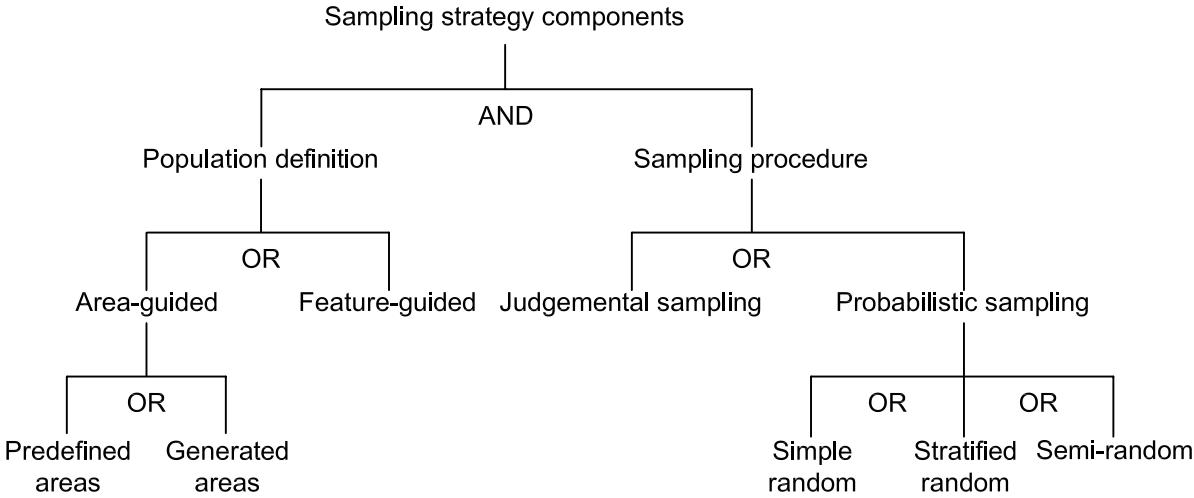 Sampling strategy components
AND
Population definition
Sampling procedure
OR
OR
Area-guided
Feature-guided
Judgemental sampling
Probabilistic sampling
OR
OR
OR
Predefined
areas
Generated
areas
Simple
random
Stratified
random
Semi-random